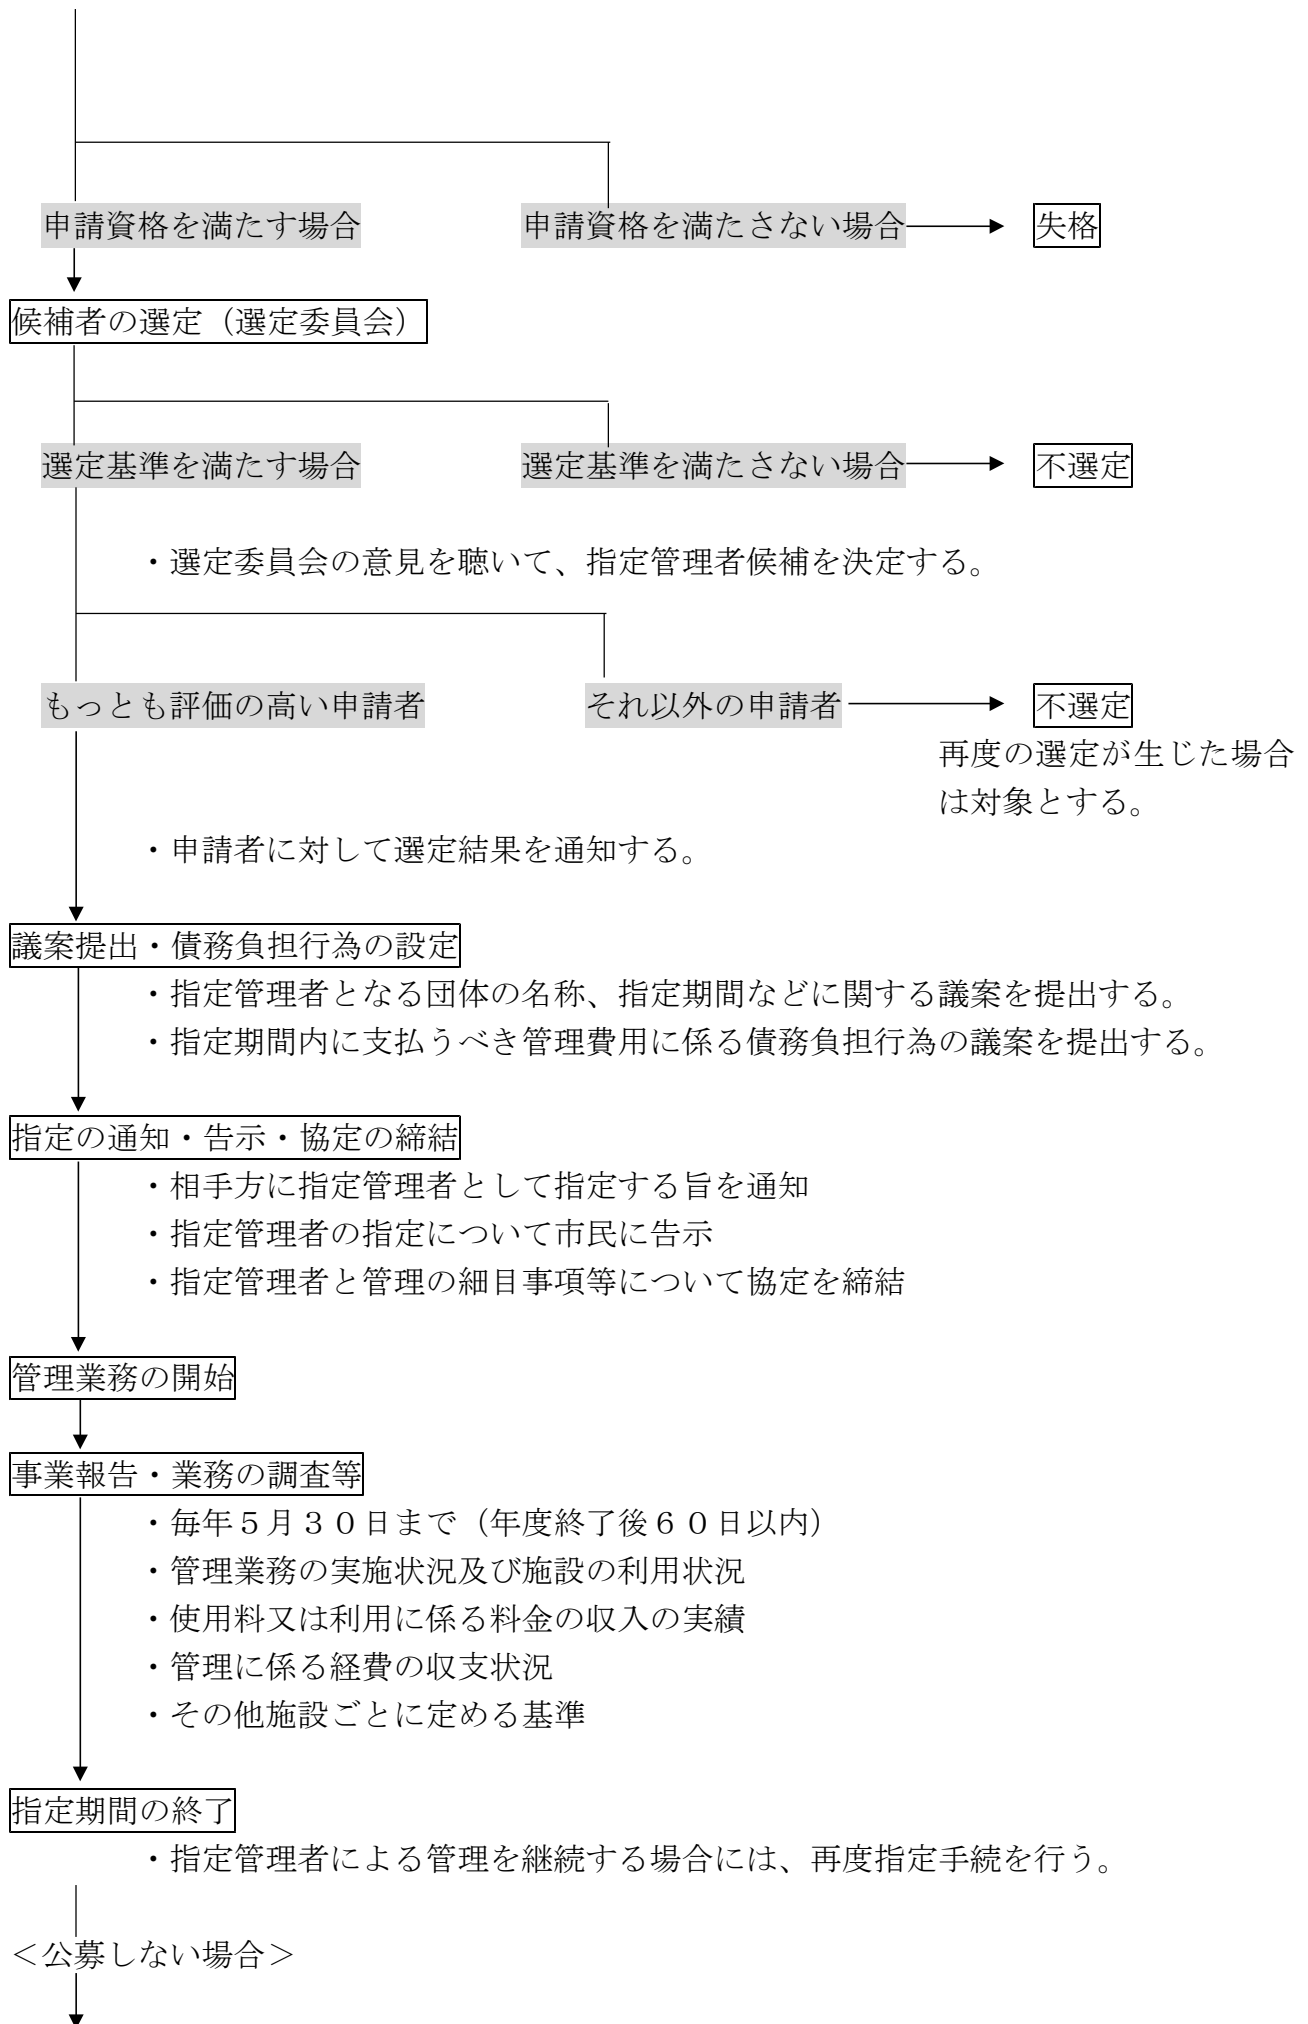 申請資格を満たす場合　申請資格を満たさない場合　失格
候補者の選定（選定委員会）
選定基準を満たす場合　選定基準を満たさない場合　不選定
・選定委員会の意見を聴いて、指定管理者候補を決定する。
もっとも評価の高い申請者　それ以外の申請者　不選定
再度の選定が生じた場合
は対象とする。
・申請者に対して選定結果を通知する。
議案提出・債務負担行為の設定
・指定管理者となる団体の名称、指定期間などに関する議案を提出する。
・指定期間内に支払うべき管理費用に係る債務負担行為の議案を提出する。
指定の通知・告示・協定の締結
・相手方に指定管理者として指定する旨を通知
・指定管理者の指定について市民に告示
・指定管理者と管理の細目事項等について協定を締結
管理業務の開始
事業報告・業務の調査等
・毎年５月３０日まで（年度終了後６０日以内）
・管理業務の実施状況及び施設の利用状況
・使用料又は利用に係る料金の収入の実績
・管理に係る経費の収支状況
・その他施設ごとに定める基準
指定期間の終了
・指定管理者による管理を継続する場合には、再度指定手続を行う。
＜公募しない場合＞